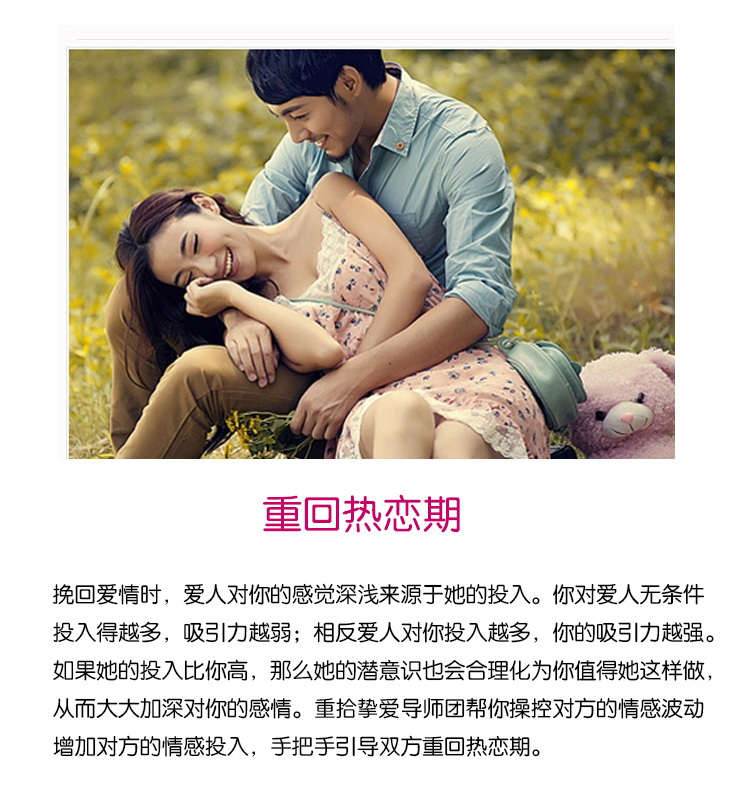 重回热恋期
挽回爱情时，爱人对你的感觉深浅来源于她的投入。你对爱人无条件
投入得越多，吸引力越弱；相反爱人对你投入越多，你的吸引力越强。
如果她的投入比你高，那么她的潜意识也会合理化为你值得她这样做，
从而大大加深对你的感情。重拾挚爱导师团帮你操控对方的情感波动
增加对方的情感投入，手把手引导双方重回热恋期。